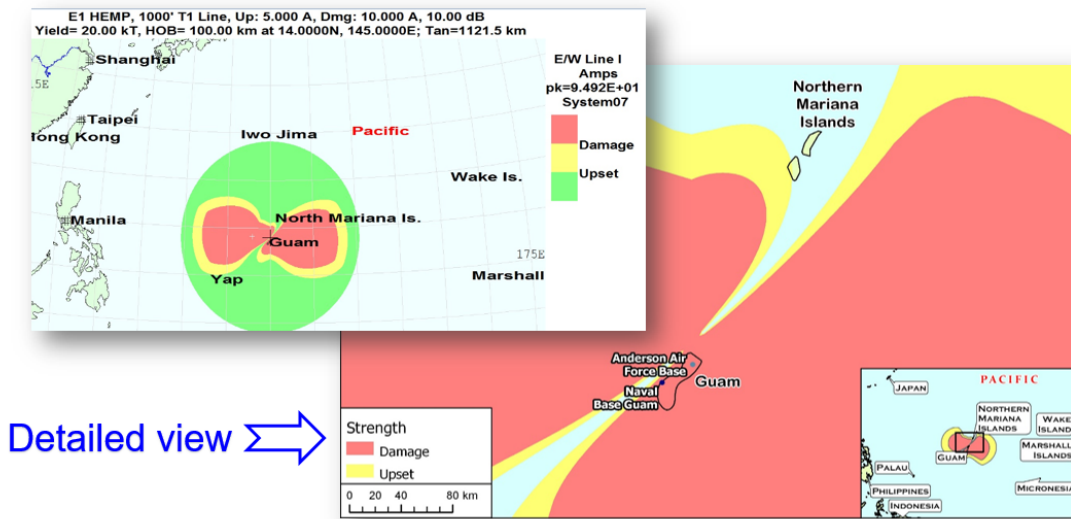 E1 HEMP, 1000' T1 Line, Up: 5.000 A, Dmg: 10.000 A, 10.00 dB
Yield= 20.00 kT, HOB= 100.00 km at 14.0000N, 145.0000E; Tan=1121.5 km
Shanghai
15E
Taipei
Iwo Jima
Pacific
Wake Is.
Manila
North Mariana Is.
Guam
175E
Yap
Marshall
E/W Line I
Amps
pk=9.492E+01
System07
Damage
Upset
Northern
Mariana
Islands
Anderson Air
Force Base
Guam
Naval
Base Guam
Detailed view
Strength
Damage
Upset
0 20 40 80 km
PACIFIC
JAPAN
NORTHERN
MARIANA
ISLANDS
WAKE
ISLAND
MARSHALL
ISLANDS
GUAM
PALAU
PHILIPPINES
MICRONESIA
INDONESIA